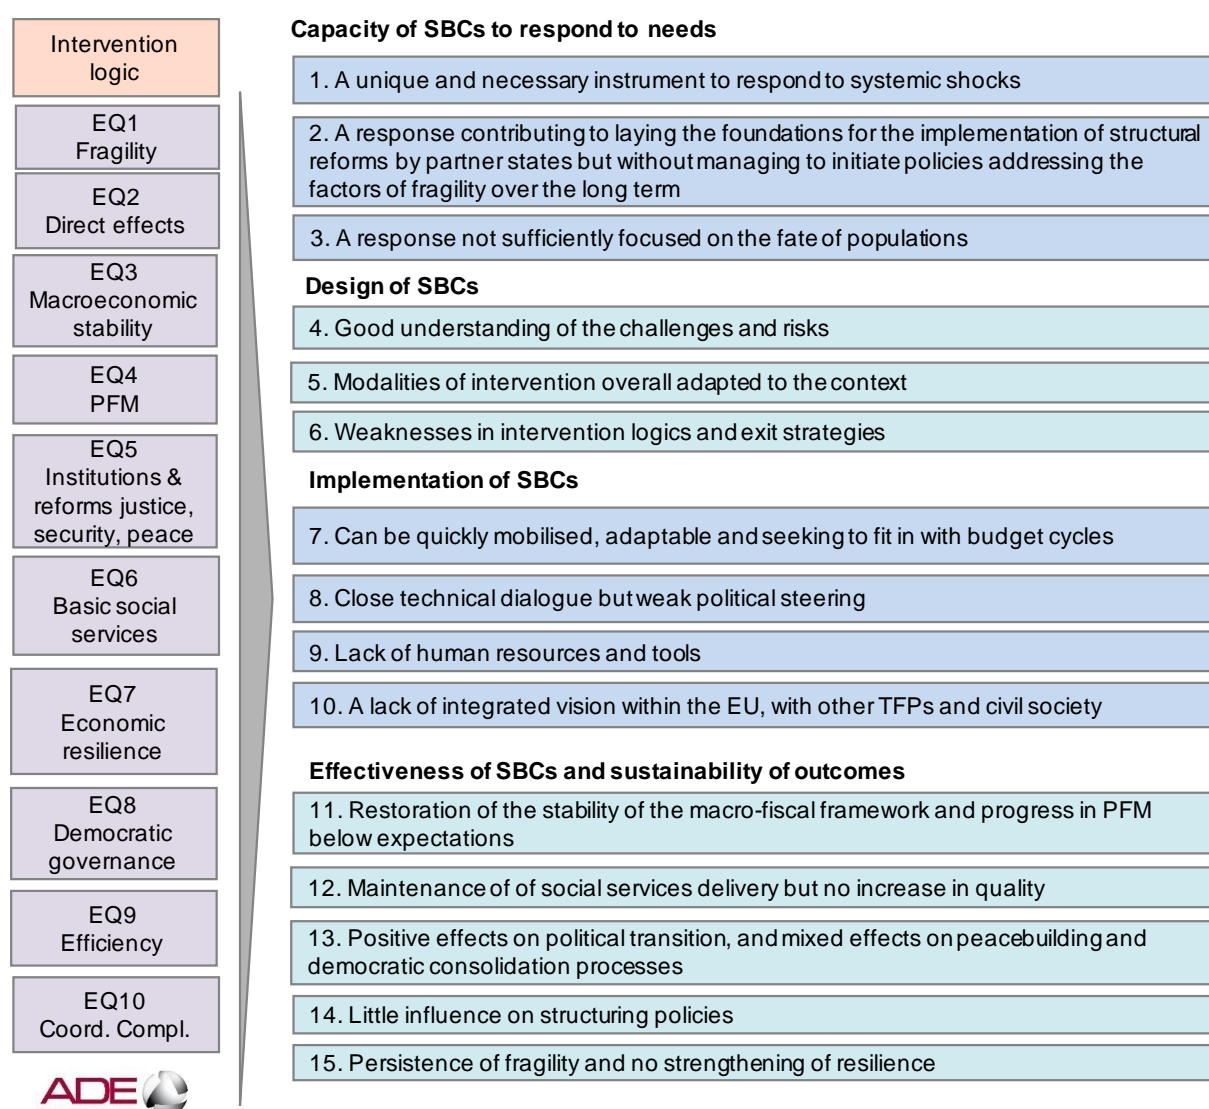 Intervention
logic
EQ1
Fragility
EQ2
Direct effects
EQ3
Macroeconomic
stability
EQ4
PFM
EQ5
Institutions &
reforms justice,
security, peace
EQ6
Basic social
services
EQ7
Economic
resilience
EQ8
Democratic
governance
EQ9
Efficiency
EQ10
Coord. Compl.
ADE
Capacity of SBCs to respond to needs
1. A unique and necessary instrument to respond to systemic shocks
2. A response contributing to laying the foundations for the implementation of structural
reforms by partner states but without managing to initiate policies addressing the
factors of fragility over the long term
3. A response not sufficiently focused on the fate of populations
Design of SBCs
4. Good understanding of the challenges and risks
5. Modalities of intervention overall adapted to the context
6. Weaknesses in intervention logics and exit strategies
Implementation of SBCs
7. Can be quickly mobilised, adaptable and seeking to fit in with budget cycles
8. Close technical dialogue but weak political steering
9. Lack of human resources and tools
10. A lack of integrated vision within the EU, with other TFPs and civil society
Effectiveness of SBCs and sustainability of outcomes
11. Restoration of the stability of the macro-fiscal framework and progress in PFM
below expectations
12. Maintenance of of social services delivery but no increase in quality
13. Positive effects on political transition, and mixed effects on peacebuilding and
democratic consolidation processes
14. Little influence on structuring policies
15. Persistence of fragility and no strengthening of resilience